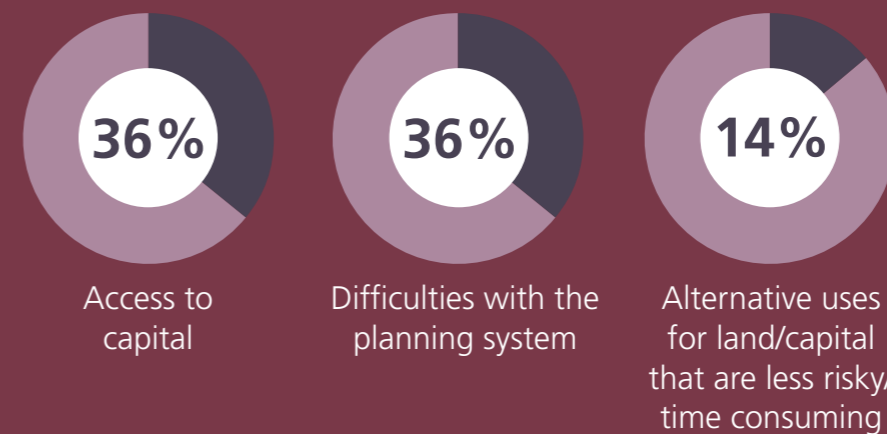 36%
Access to
capital
36%
Difficulties with the
planning system
14%
Alternative uses
for land/capital
that are less risky/
time consuming